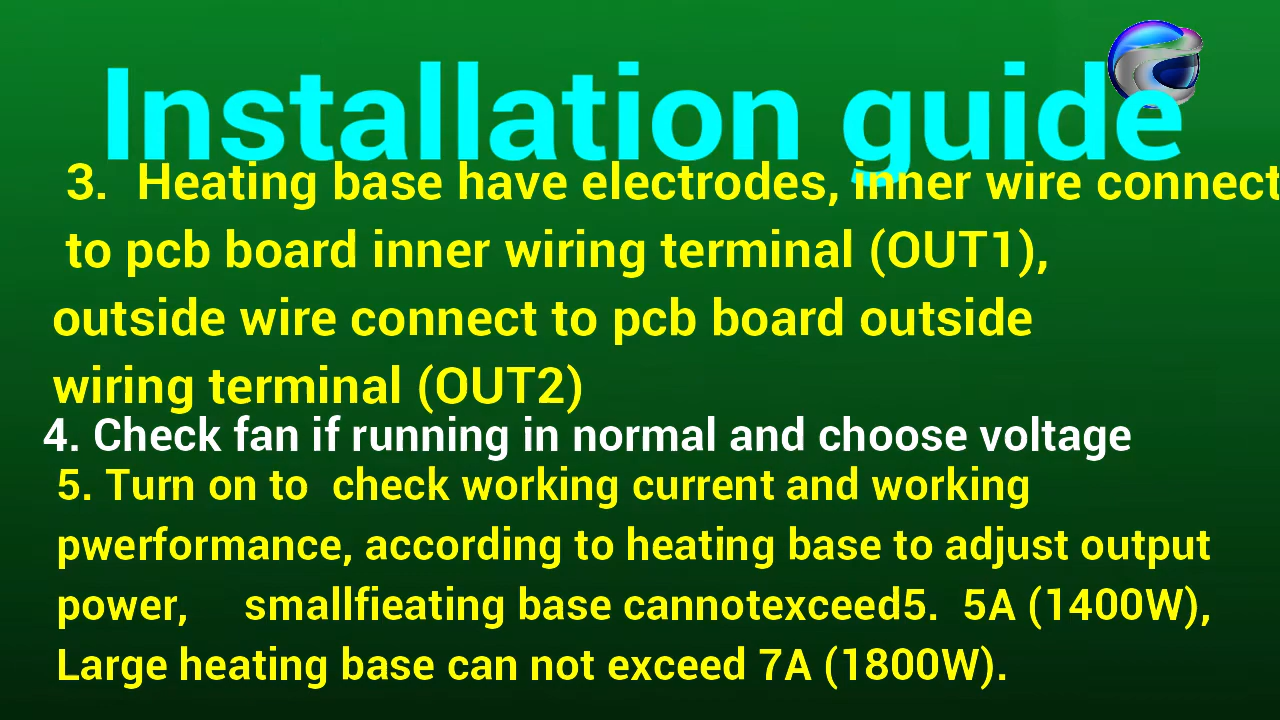 Installation guide
3. Heating base have electrodes, inner wire connect
to pcb board inner wiring terminal (OUT1),
outside wire connect to pcb board outside
wiring terminal (OUT2)
4. Check fan if running in normal and choose voltage
5. Turn on to check working current and working
pwerformance, according to heating base to adjust output
power, smallfieating base cannotexceed5. 5A (1400W),
Large heating base can not exceed 7A (1800W).